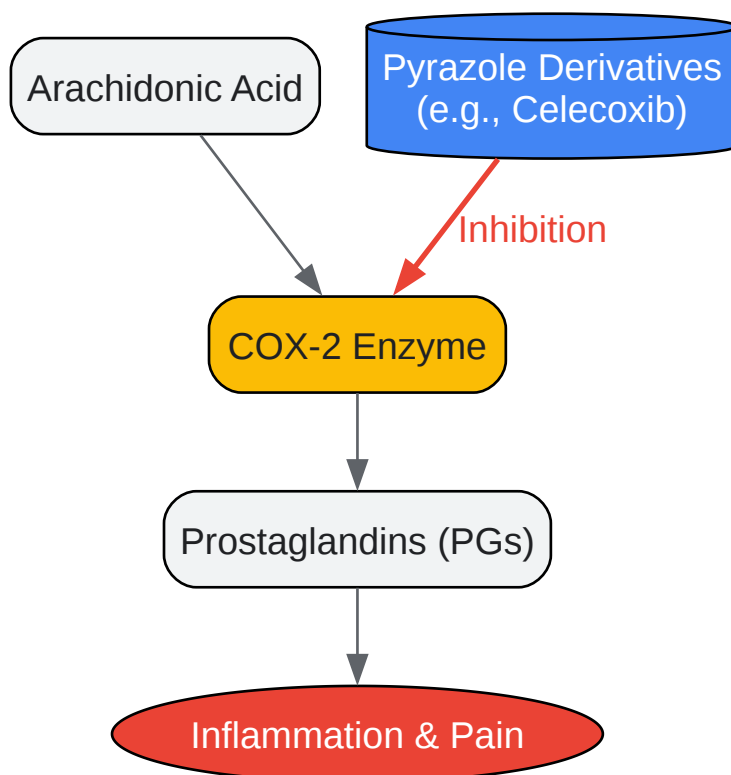 Arachidonic Acid
Pyrazole Derivatives
(e.g., Celecoxib)
Inhibition
COX-2 Enzyme
Prostaglandins (PGs)
Inflammation & Pain